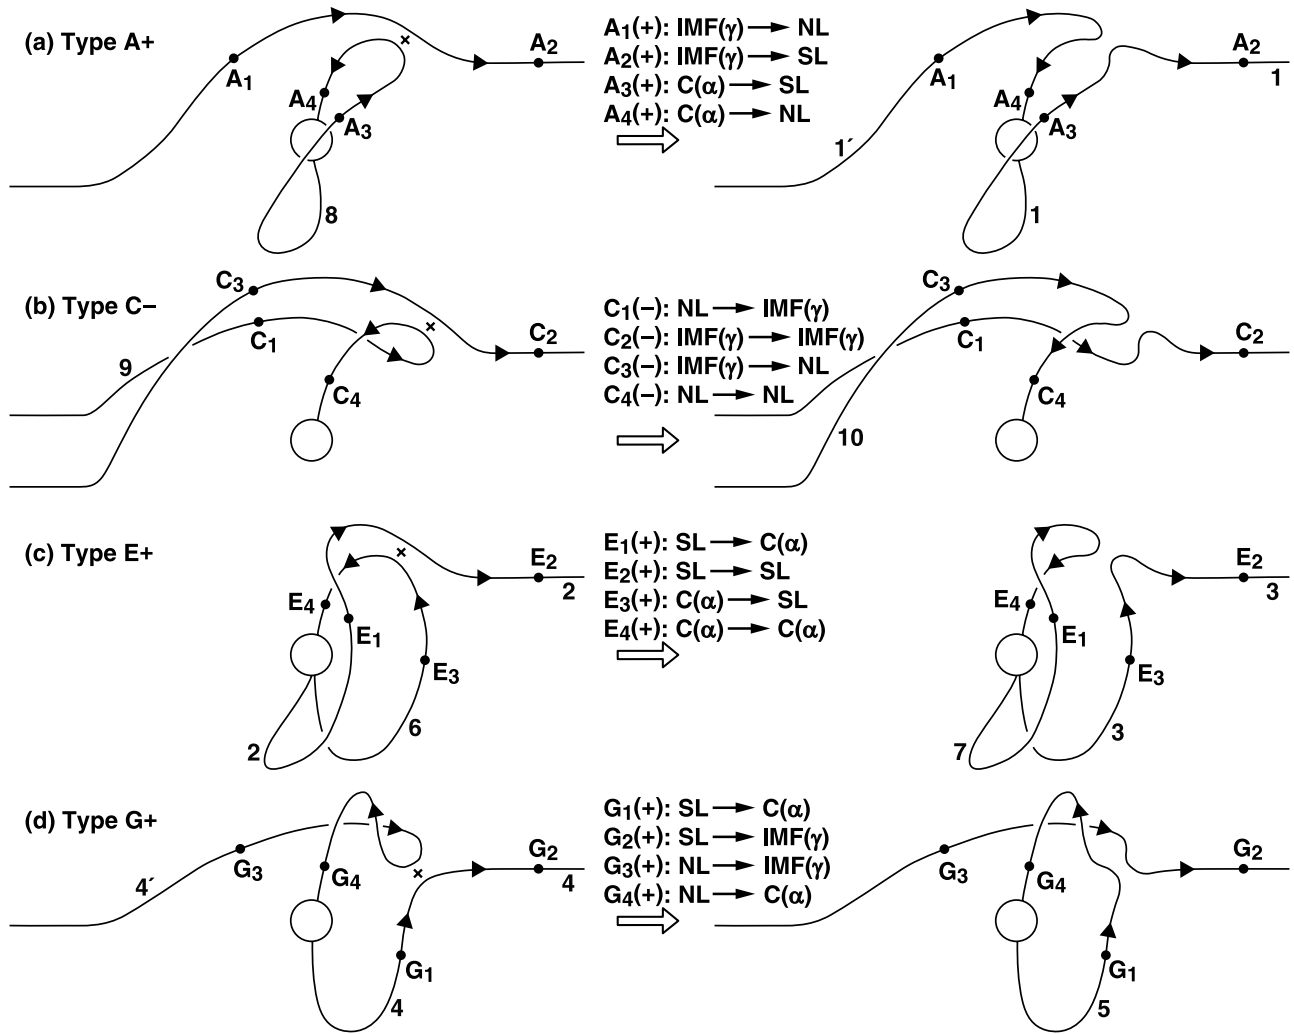 (a) Type A+
A1
A2
A3
A4
8
A1(+): IMF(γ) → NL
A2(+): IMF(γ) → SL
A3(+): C(α) → SL
A4(+): C(α) → NL
A1
A2
A3
A4
1´
1
1
(b) Type C−
C3
C1
C2
C4
9
C1(−): NL → IMF(γ)
C2(−): IMF(γ) → IMF(γ)
C3(−): IMF(γ) → NL
C4(−): NL → NL
C3
C1
C2
C4
10
(c) Type E+
E2
2
E4
E1
E3
2
6
E1(+): SL → C(α)
E2(+): SL → SL
E3(+): C(α) → SL
E4(+): C(α) → C(α)
E2
3
E4
E1
E3
7
3
(d) Type G+
G3
G4
G2
4´
4
G1
4
G1(+): SL → C(α)
G2(+): SL → IMF(γ)
G3(+): NL → IMF(γ)
G4(+): NL → C(α)
G3
G4
G2
G1
5